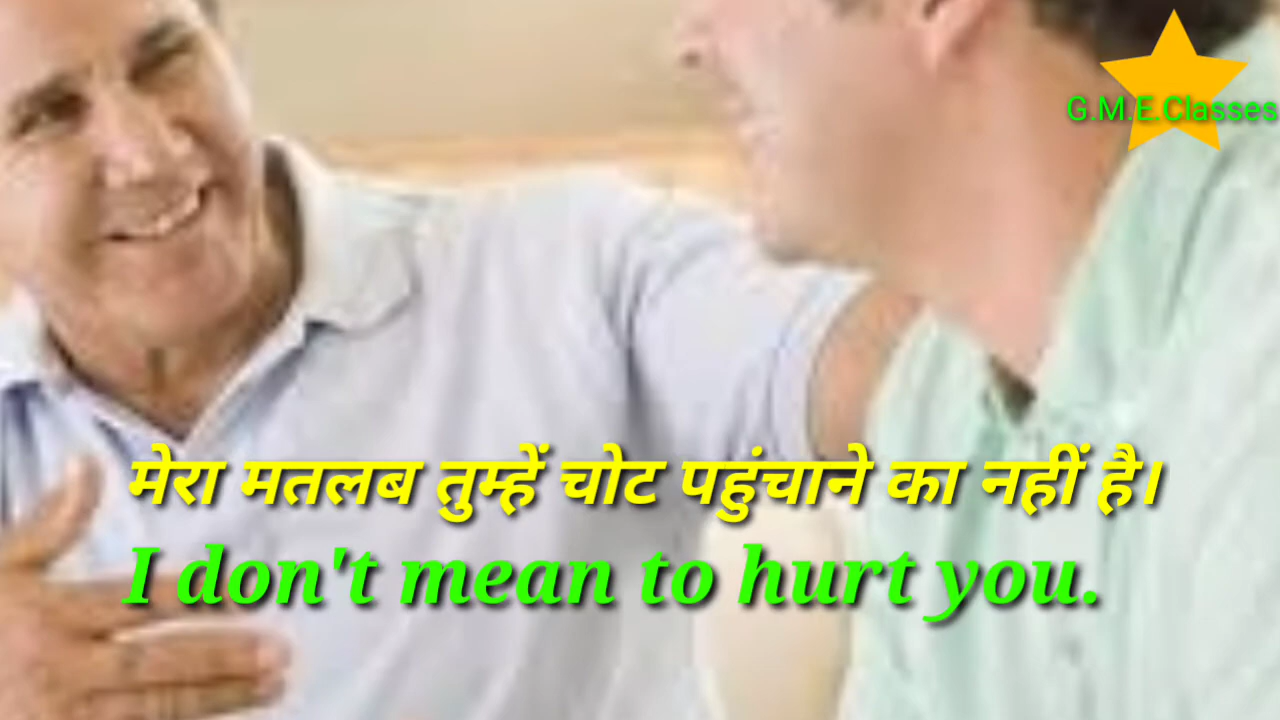 G.M.E.Classes
मेरा मतलब तुम्हें चोट पहुंचाने का नहीं है।
I don't mean to hurt you.